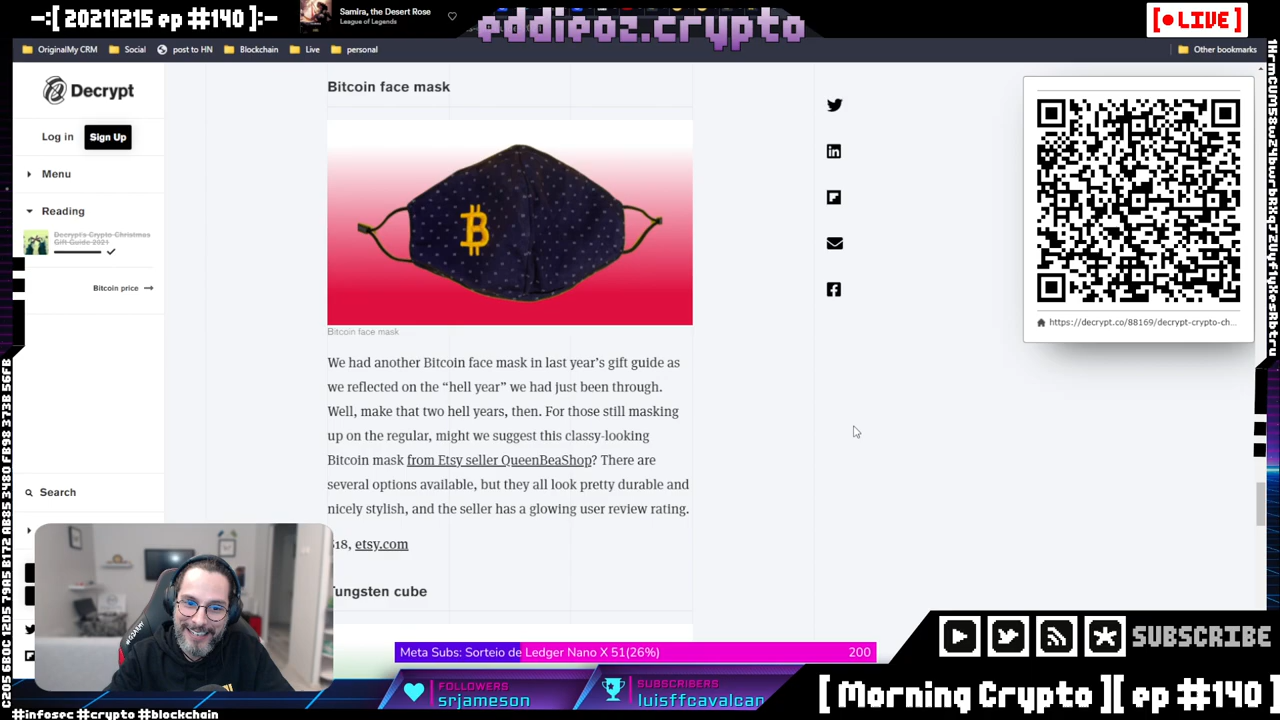 -:[ 20211215 ep #140 ]:-
Samira, the Desert Rose
League of Legends
eddieoz.crypto
[ LIVE ]
OriginalMy CRM
Social
post to HN
Blockchain
Live
personal
Other bookmarks
Decrypt
Log in
Sign Up
Menu
Reading
Decrypt's Crypto Christmas
Gift Guide 2021
Bitcoin price
Search
Bitcoin face mask
Bitcoin face mask
We had another Bitcoin face mask in last year’s gift guide as
we reflected on the “hell year” we had just been through.
Well, make that two hell years, then. For those still masking
up on the regular, might we suggest this classy-looking
Bitcoin mask from Etsy seller QueenBeaShop? There are
several options available, but they all look pretty durable and
nicely stylish, and the seller has a glowing user review rating.
18, etsy.com
Tungsten cube
https://decrypt.co/88169/decrypt-crypto-ch...
Meta Subs: Sorteio de Ledger Nano X 51(26%)
200
FOLLOWERS
srjameson
SUBSCRIBERS
luisffcavalcan
SUBSCRIBE
[ Morning Crypto ][ ep #140 ]
#infosec #crypto #blockchain